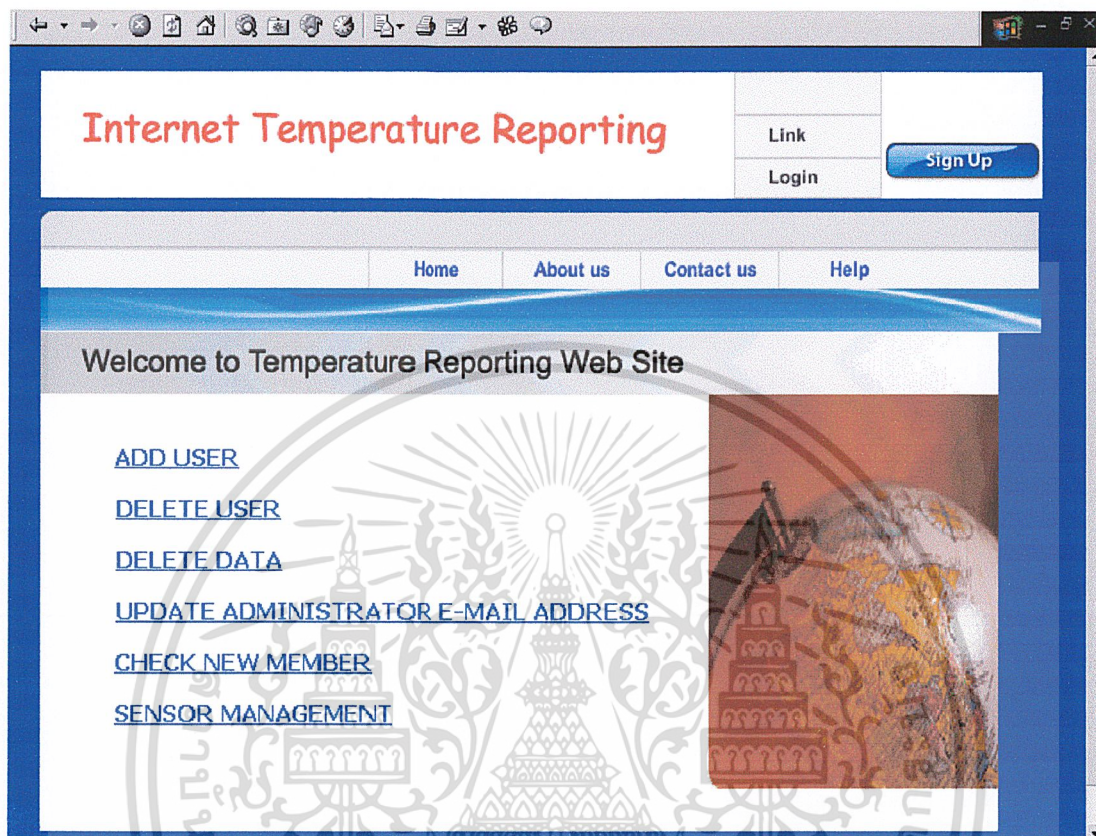 Internet Temperature Reporting
Link
Login
Sign Up
Home About us Contact us Help
Welcome to Temperature Reporting Web Site
ADD USER
DELETE USER
DELETE DATA
UPDATE ADMINISTRATOR E-MAIL ADDRESS
CHECK NEW MEMBER
SENSOR MANAGEMENT